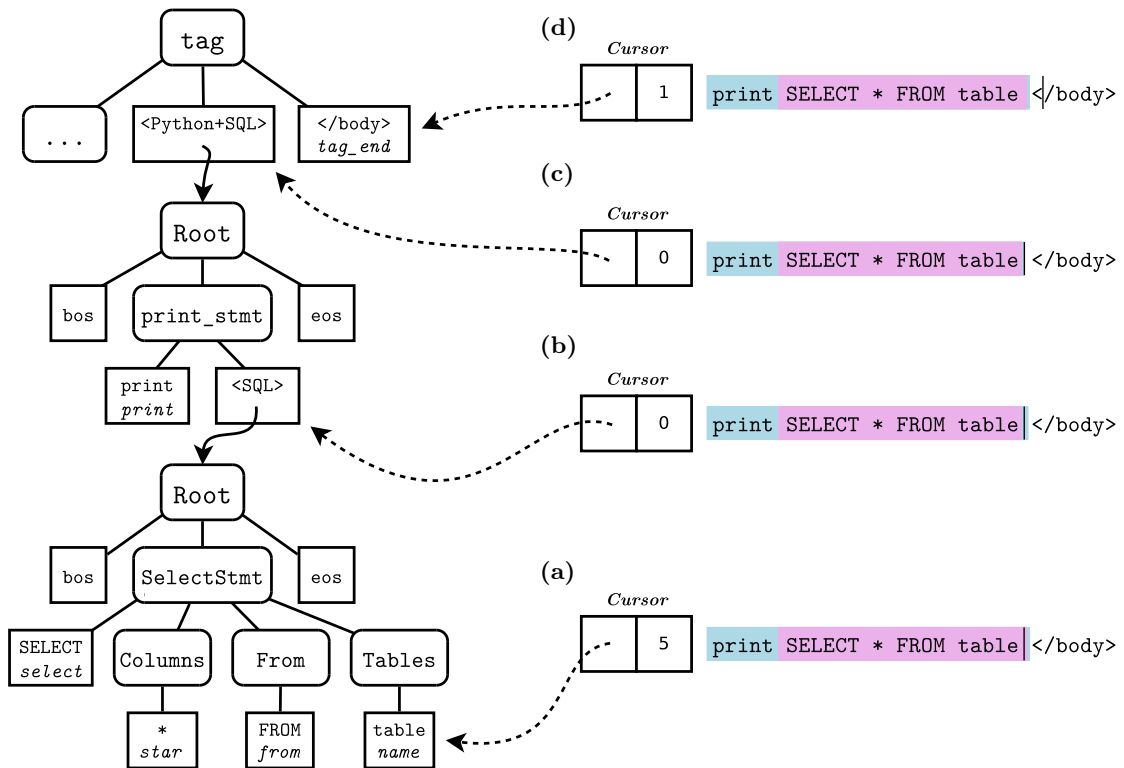 tag
...
<Python+SQL>
</body>
tag_end
Root
bos
print_stmt
eos
print
print
<SQL>
Root
bos
SelectStmt
eos
SELECT
select
Columns
From
Tables
*
star
FROM
from
table
name
(d)
Cursor
1
print SELECT * FROM table </body>
(c)
Cursor
0
print SELECT * FROM table </body>
(b)
Cursor
0
print SELECT * FROM table </body>
(a)
Cursor
5
print SELECT * FROM table </body>